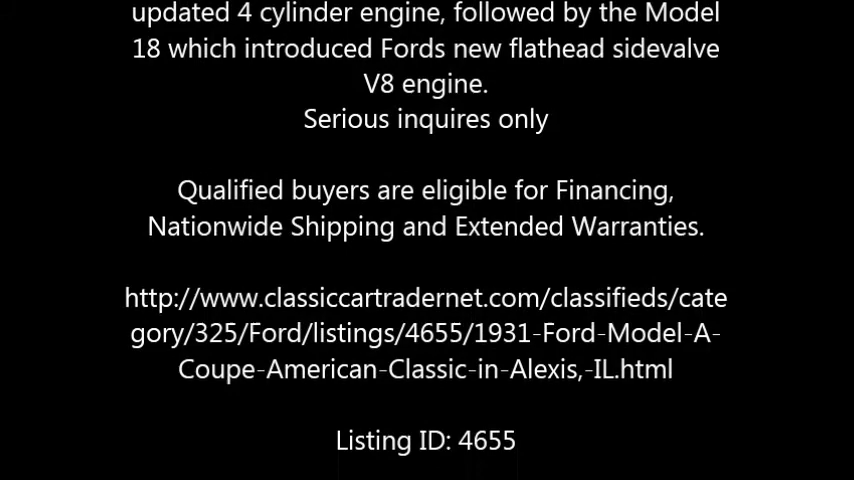 updated 4 cylinder engine, followed by the Model
18 which introduced Fords new flathead sidevalve
V8 engine.
Serious inquires only
Qualified buyers are eligible for Financing,
Nationwide Shipping and Extended Warranties.
http://www.classiccartradernet.com/classifieds/cate
gory/325/Ford/listings/4655/1931-Ford-Model-A-
Coupe-American-Classic-in-Alexis,-IL.html
Listing ID: 4655